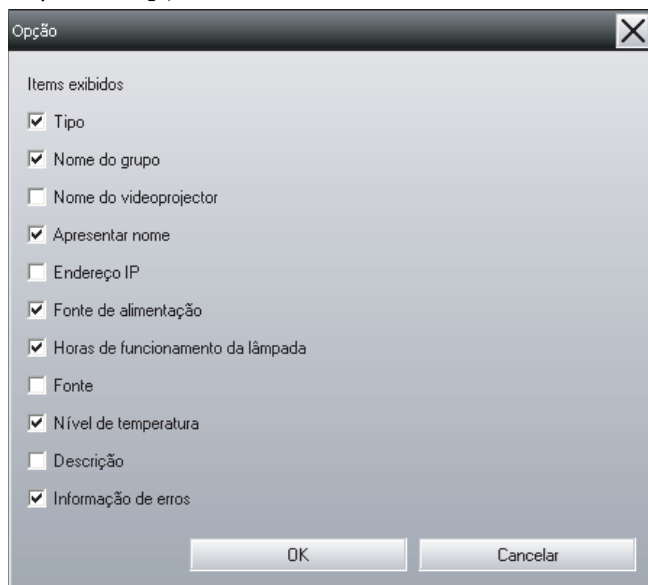 Opção
Items exibidos
Tipo
Nome do grupo
Nome do videoprojector
Apresentar nome
Endereço IP
Fonte de alimentação
Horas de funcionamento da lâmpada
Fonte
Nível de temperatura
Descrição
Informação de erros
OK Cancelar